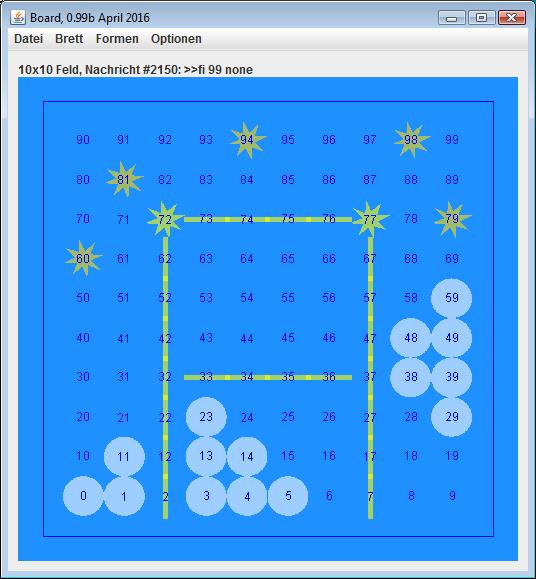 Board, 0.99b April 2016
Datei Brett Formen Optionen
10x10 Feld, Nachricht #2150: >>fi 99 none
90 91 92 93 94 95 96 97 98 99
80 81 82 83 84 85 86 87 88 89
70 71 72 73 74 75 76 77 78 79
60 61 62 63 64 65 66 67 68 69
50 51 52 53 54 55 56 57 58 59
40 41 42 43 44 45 46 47 48 49
30 31 32 33 34 35 36 37 38 39
20 21 22 23 24 25 26 27 28 29
10 11 12 13 14 15 16 17 18 19
0 1 2 3 4 5 6 7 8 9